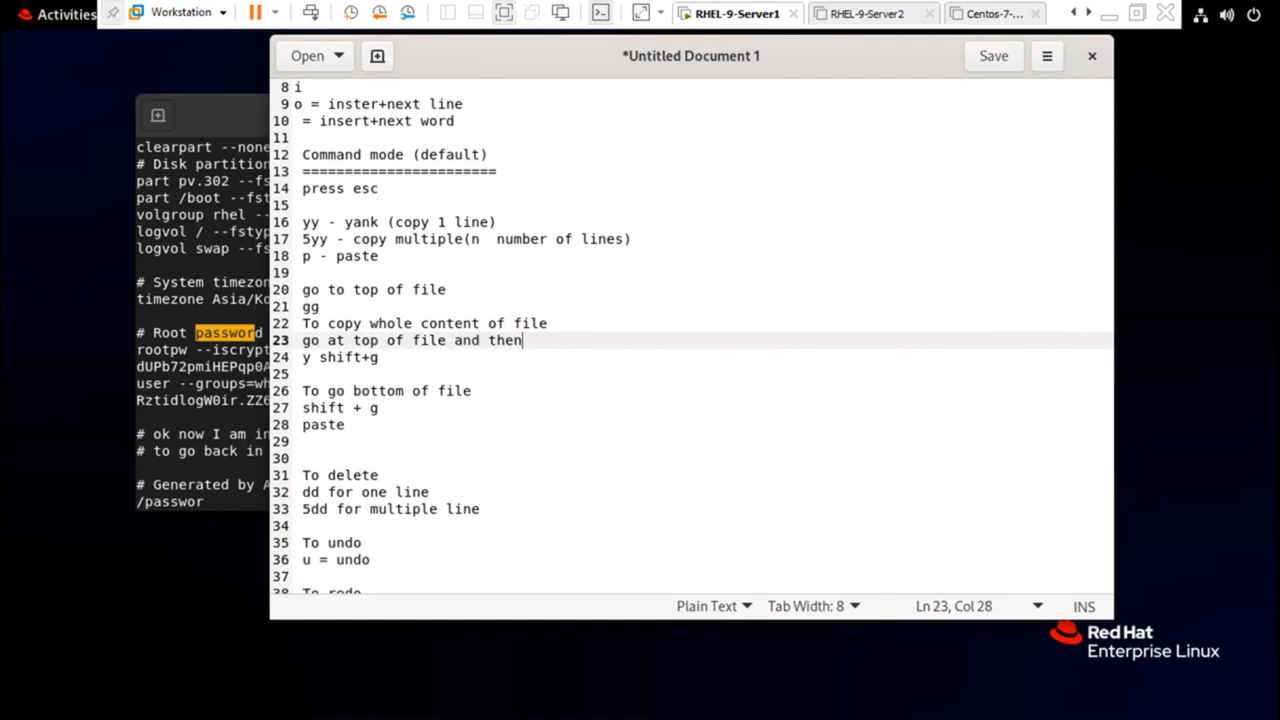 Activities
Workstation
RHEL-9-Server1
RHEL-9-Server2
Centos-7-...
Open
*Untitled Document 1
Save
8 i
9 o = inster+next line
10 = insert+next word
11
12 Command mode (default)
13 =======================
14 press esc
15
16 yy - yank (copy 1 line)
17 5yy - copy multiple(n  number of lines)
18 p - paste
19
20 go to top of file
21 gg
22 To copy whole content of file
23 go at top of file and then
24 y shift+g
25
26 To go bottom of file
27 shift + g
28 paste
29
30
31 To delete
32 dd for one line
33 5dd for multiple line
34
35 To undo
36 u = undo
37
38 To redo
Plain Text
Tab Width: 8
Ln 23, Col 28
INS
clearpart --none
# Disk partition
part pv.302 --fs
part /boot --fst
volgroup rhel --
logvol / --fstyp
logvol swap --fs
# System timezon
timezone Asia/Ko
# Root password
rootpw --iscrypt
dUPb72pmiHEPqp0A
user --groups=wh
RztidlogW0ir.ZZ6
# ok now I am in
# to go back in
# Generated by A
/passwor
Red Hat
Enterprise Linux